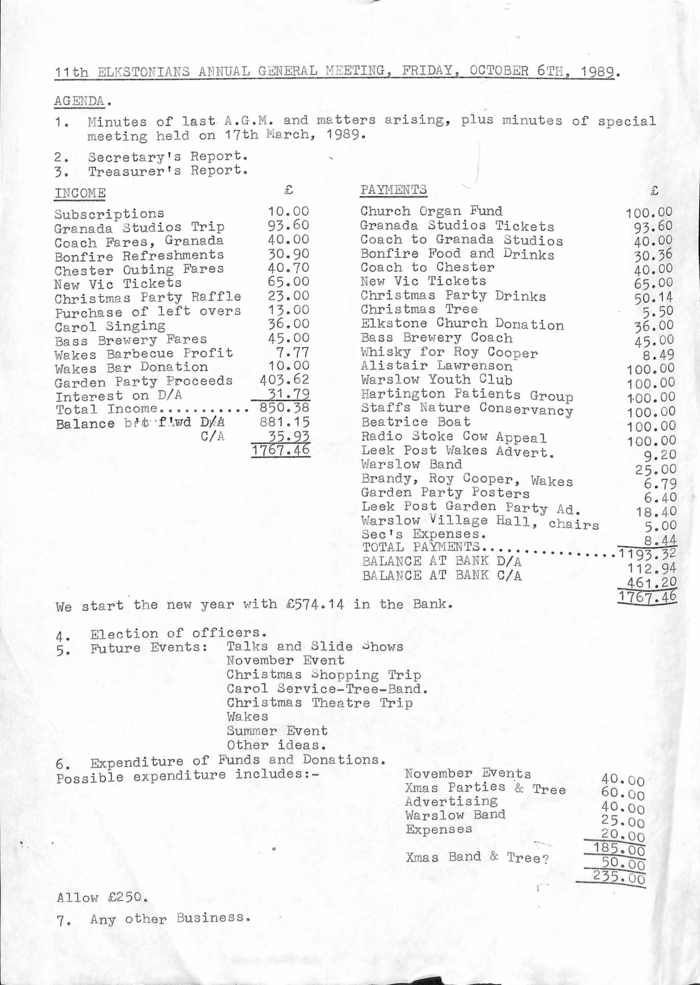 11th ELKSTONIANS ANNUAL GENERAL MEETING, FRIDAY, OCTOBER 6TH, 1989.
AGENDA.
1. Minutes of last A.G.M. and matters arising, plus minutes of special
meeting held on 17th March, 1989.
2. Secretary's Report.
3. Treasurer's Report.
INCOME £
Subscriptions 10.00
Granada Studios Trip 93.60
Coach Fares, Granada 40.00
Bonfire Refreshments 30.90
Chester Outing Fares 40.70
New Vic Tickets 65.00
Christmas Party Raffle 23.00
Purchase of left overs 13.00
Carol Singing 36.00
Bass Brewery Fares 45.00
Wakes Barbecue Profit 7.77
Wakes Bar Donation 10.00
Garden Party Proceeds 403.62
Interest on D/A 31.79
Total Income........... 850.38
Balance D/A 881.15
C/A 35.93
1767.46
PAYMENTS £
Church Organ Fund 100.00
Granada Studios Tickets 93.60
Coach to Granada Studios 40.00
Bonfire Food and Drinks 30.36
Coach to Chester 40.00
New Vic Tickets 65.00
Christmas Party Drinks 50.14
Christmas Tree 5.50
Elkstone Church Donation 36.00
Bass Brewery Coach 45.00
Whisky for Roy Cooper 8.49
Alistair Lawrenson 100.00
Warslow Youth Club 100.00
Hartington Patients Group 100.00
Staffs Nature Conservancy 100.00
Beatrice Boat 100.00
Radio Stoke Cow Appeal 100.00
Leek Post Wakes Advert. 9.20
Warslow Band 25.00
Brandy, Roy Cooper, Wakes 6.79
Garden Party Posters 6.40
Leek Post Garden Party Ad. 18.40
Warslow Village Hall, chairs 5.00
Sec's Expenses. 8.44
TOTAL PAYMENTS................1193.32
BALANCE AT BANK D/A 112.94
BALANCE AT BANK C/A 461.20
1767.46
We start the new year with £574.14 in the Bank.
4. Election of officers.
5. Future Events: Talks and Slide Shows
November Event
Christmas Shopping Trip
Carol Service-Tree-Band.
Christmas Theatre Trip
Wakes
Summer Event
Other ideas.
6. Expenditure of Funds and Donations.
Possible expenditure includes:-
November Events 40.00
Xmas Parties & Tree 60.00
Advertising 40.00
Warslow Band 25.00
Expenses 20.00
185.00
Xmas Band & Tree? 50.00
235.00
Allow £250.
7. Any other Business.